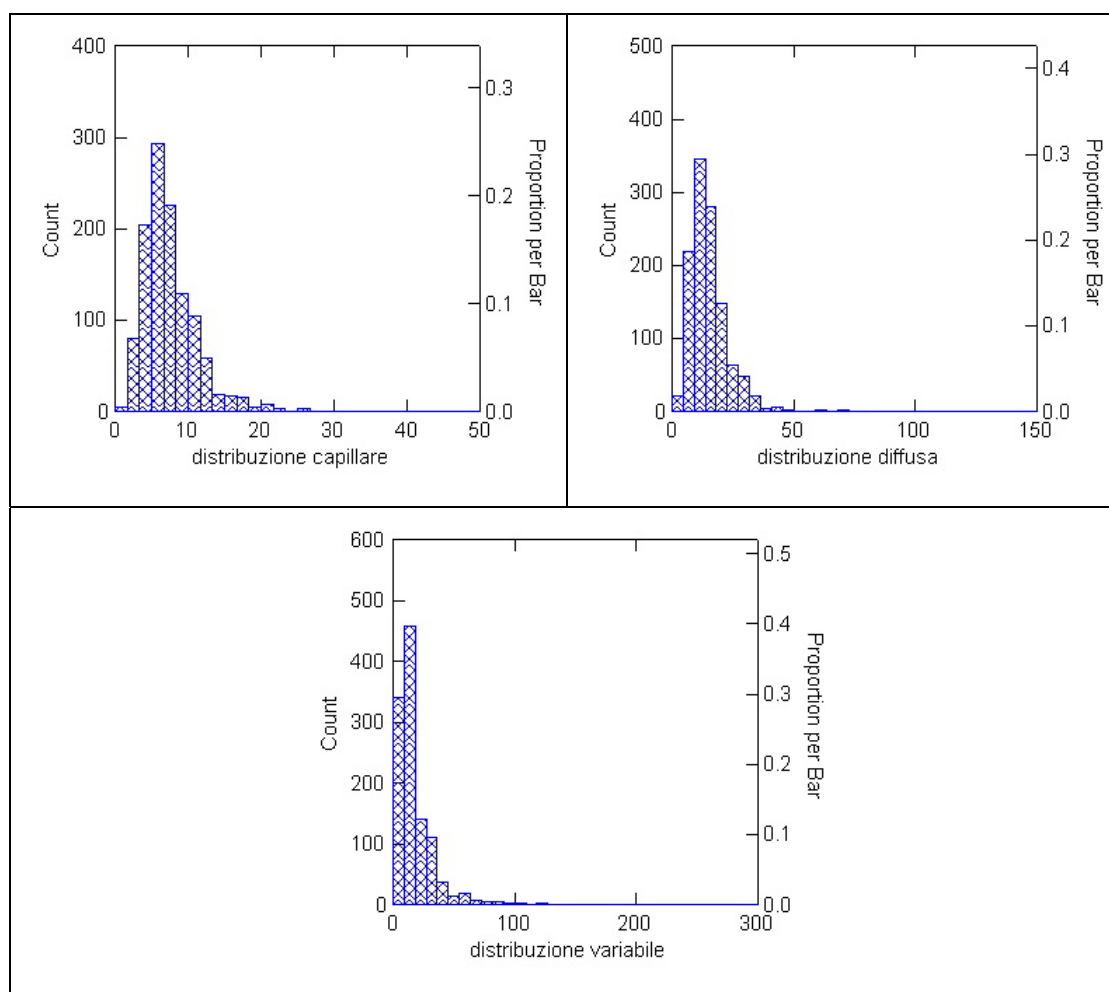 400
300
200
100
0
Count
0.3
0.2
0.1
0.0
Proportion per Bar
0 10 20 30 40 50
distribuzione capillare
500
400
300
200
100
0
Count
0.4
0.3
0.2
0.1
0.0
Proportion per Bar
0 50 100 150
distribuzione diffusa
600
500
400
300
200
100
0
Count
0.5
0.4
0.3
0.2
0.1
0.0
Proportion per Bar
0 100 200 300
distribuzione variabile